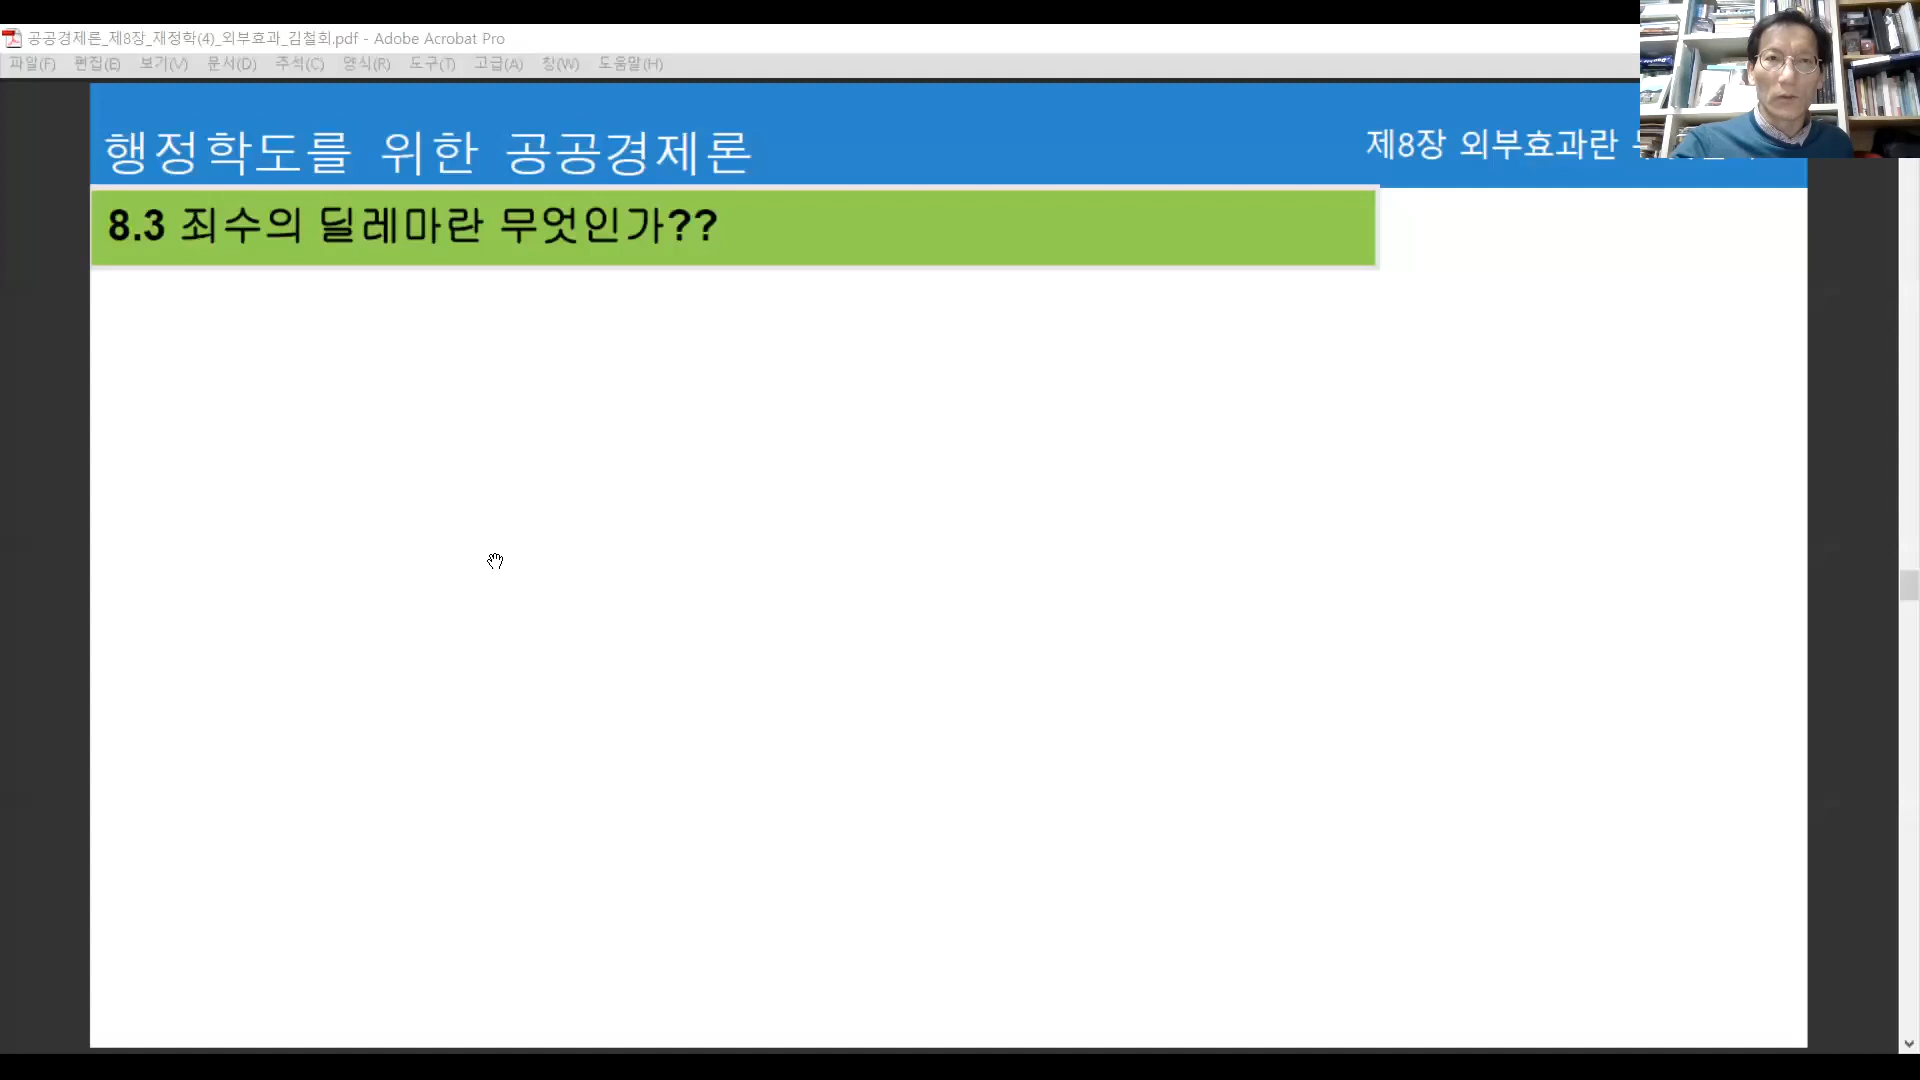 공공경제론_제8장_재정학(4)_외부효과_김철회.pdf - Adobe Acrobat Pro
파일(F) 편집(E) 보기(V) 문서(D) 주석(C) 양식(R) 도구(T) 고급(A) 창(W) 도움말(H)
행정학도를 위한 공공경제론
제8장 외부효과란
8.3 죄수의 딜레마란 무엇인가??